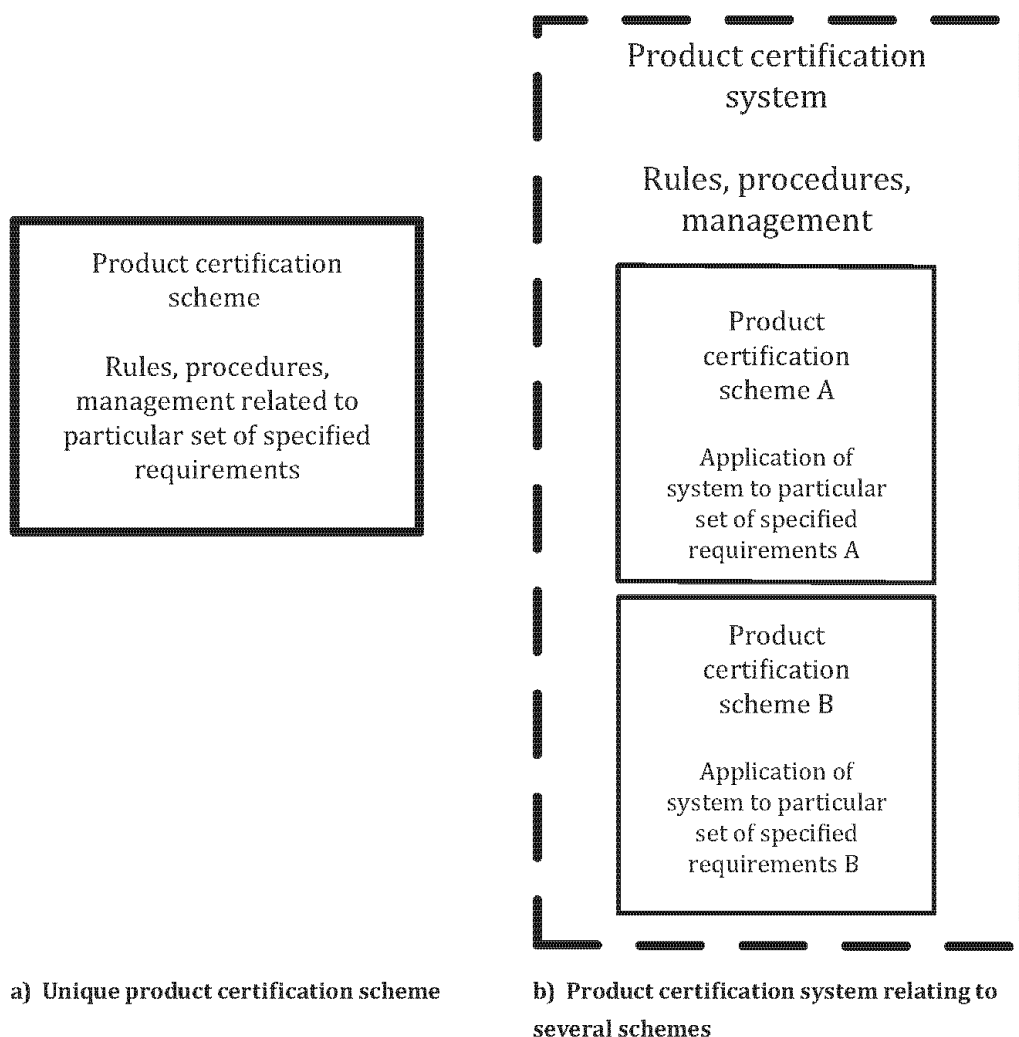 Product certification
scheme
Rules, procedures,
management related to
particular set of specified
requirements
a) Unique product certification scheme
Product certification
system
Rules, procedures,
management
Product
certification
scheme A
Application of
system to particular
set of specified
requirements A
Product
certification
scheme B
Application of
system to particular
set of specified
requirements B
b) Product certification system relating to
several schemes